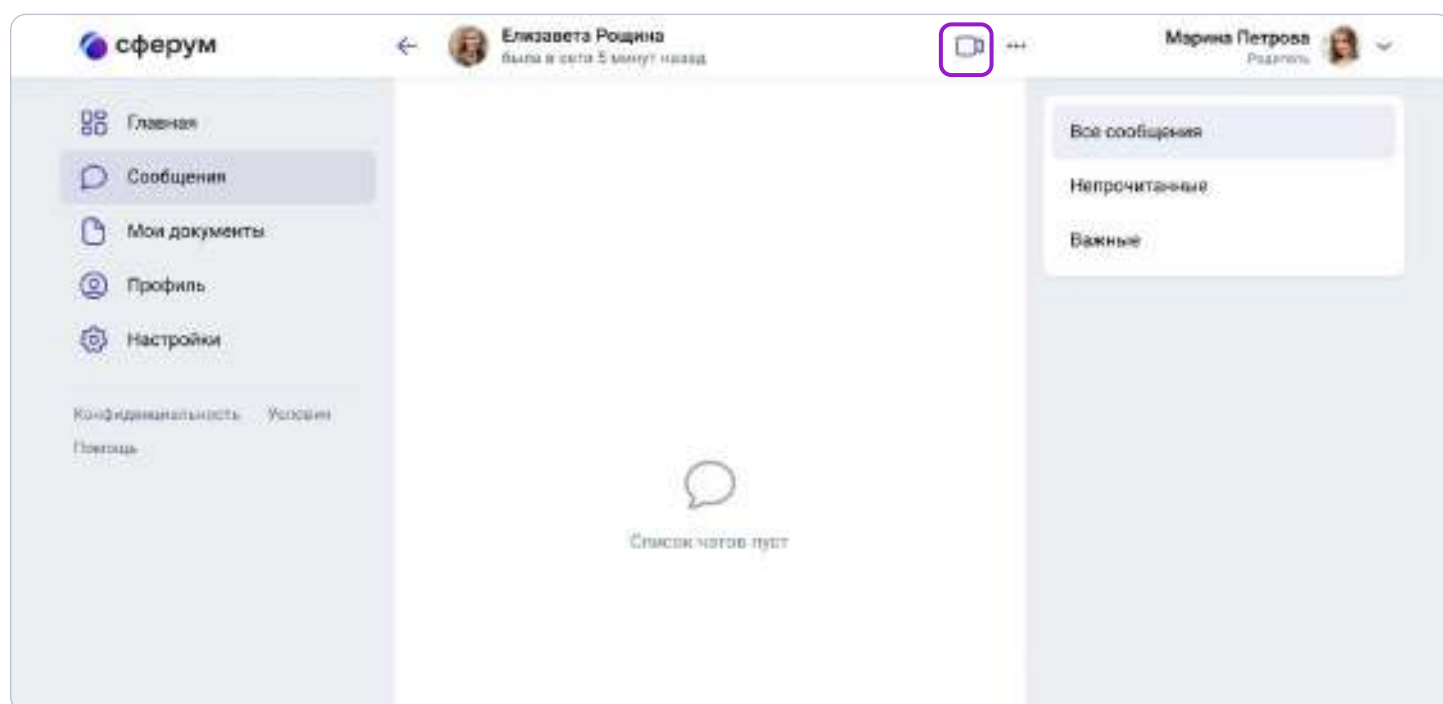 сферум
Елизавета Рощина
была в сети 5 минут назад
Марина Петрова
Родитель
Главная
Сообщения
Мои документы
Профиль
Настройки
Конфиденциальность Условия
Помощь
Список чатов пуст
Все сообщения
Непрочитанные
Важные